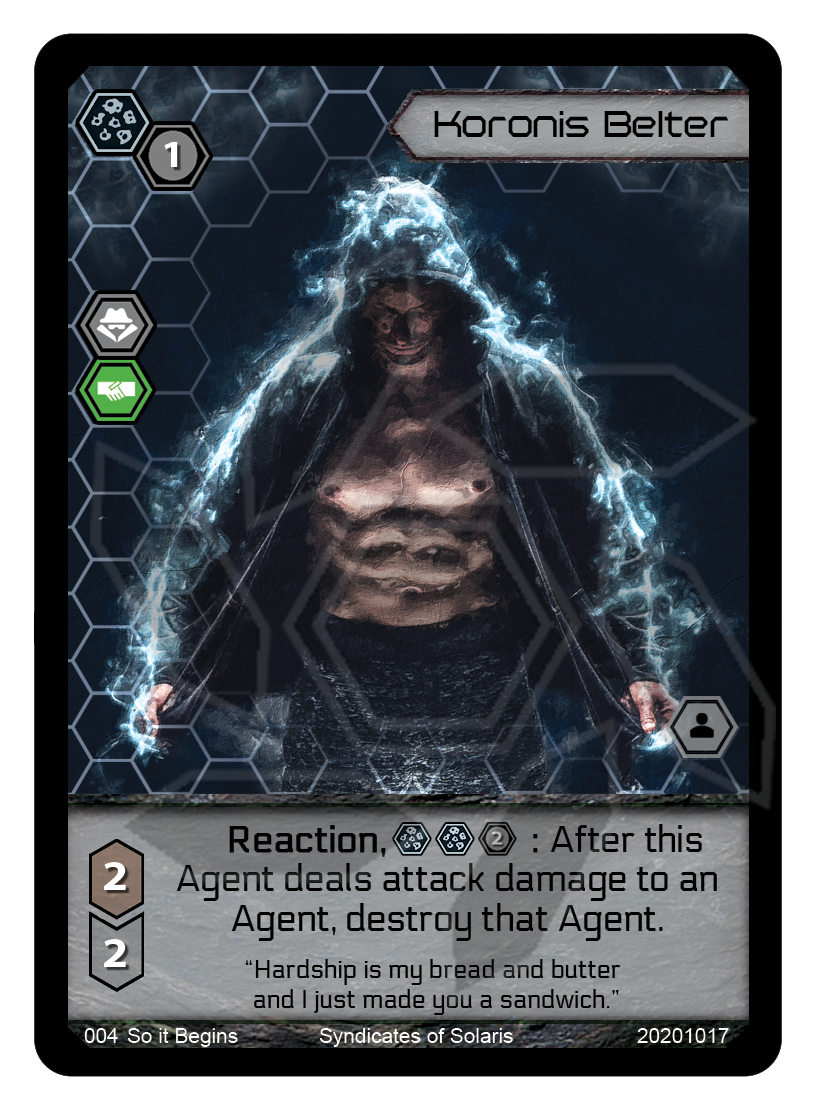 Koronis Belter
1
Reaction, 2 : After this
Agent deals attack damage to an
Agent, destroy that Agent.
2
2
“Hardship is my bread and butter
and I just made you a sandwich.”
004 So it Begins Syndicates of Solaris 20201017